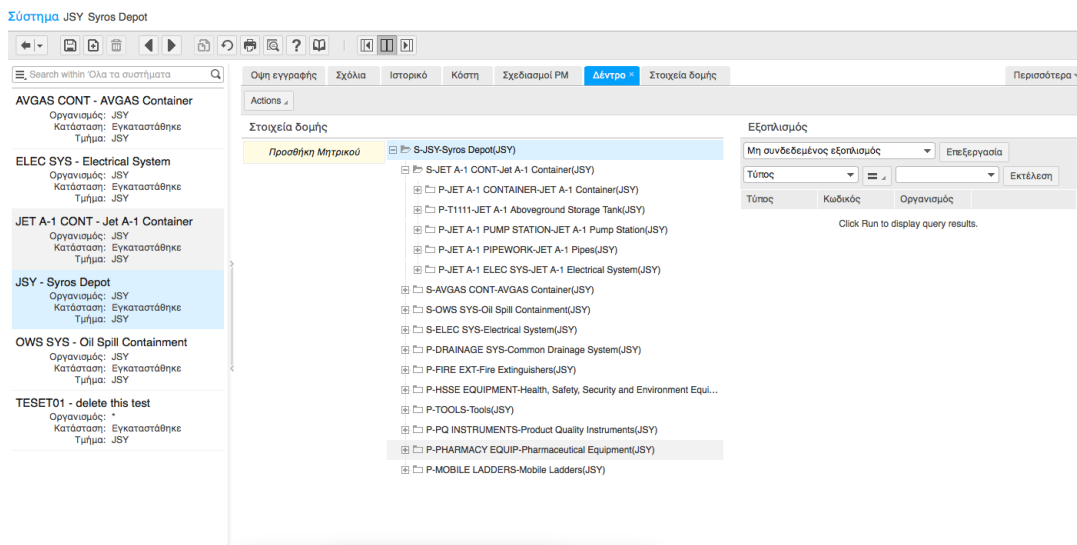 Σύστημα JSY Syros Depot
Search within 'Όλα τα συστήματα
AVGAS CONT - AVGAS Container
Οργανισμός: JSY
Κατάσταση: Εγκαταστάθηκε
Τμήμα: JSY
ELEC SYS - Electrical System
Οργανισμός: JSY
Κατάσταση: Εγκαταστάθηκε
Τμήμα: JSY
JET A-1 CONT - Jet A-1 Container
Οργανισμός: JSY
Κατάσταση: Εγκαταστάθηκε
Τμήμα: JSY
JSY - Syros Depot
Οργανισμός: JSY
Κατάσταση: Εγκαταστάθηκε
Τμήμα: JSY
OWS SYS - Oil Spill Containment
Οργανισμός: JSY
Κατάσταση: Εγκαταστάθηκε
Τμήμα: JSY
TESET01 - delete this test
Οργανισμός: *
Κατάσταση: Εγκαταστάθηκε
Τμήμα: JSY
Οψη εγγραφής Σχόλια Ιστορικό Κόστη Σχεδιασμοί PM Δέντρο × Στοιχεία δομής Περισσότερα
Actions
Στοιχεία δομής
Προσθήκη Μητρικού
S-JSY-Syros Depot(JSY)
S-JET A-1 CONT-Jet A-1 Container(JSY)
P-JET A-1 CONTAINER-JET A-1 Container(JSY)
P-T1111-JET A-1 Aboveground Storage Tank(JSY)
P-JET A-1 PUMP STATION-JET A-1 Pump Station(JSY)
P-JET A-1 PIPEWORK-JET A-1 Pipes(JSY)
P-JET A-1 ELEC SYS-JET A-1 Electrical System(JSY)
S-AVGAS CONT-AVGAS Container(JSY)
S-OWS SYS-Oil Spill Containment(JSY)
S-ELEC SYS-Electrical System(JSY)
P-DRAINAGE SYS-Common Drainage System(JSY)
P-FIRE EXT-Fire Extinguishers(JSY)
P-HSSE EQUIPMENT-Health, Safety, Security and Environment Equi...
P-TOOLS-Tools(JSY)
P-PQ INSTRUMENTS-Product Quality Instruments(JSY)
P-PHARMACY EQUIP-Pharmaceutical Equipment(JSY)
P-MOBILE LADDERS-Mobile Ladders(JSY)
Εξοπλισμός
Μη συνδεδεμένος εξοπλισμός Επεξεργασία
Τύπος = Εκτέλεση
Τύπος Κωδικός Οργανισμός
Click Run to display query results.